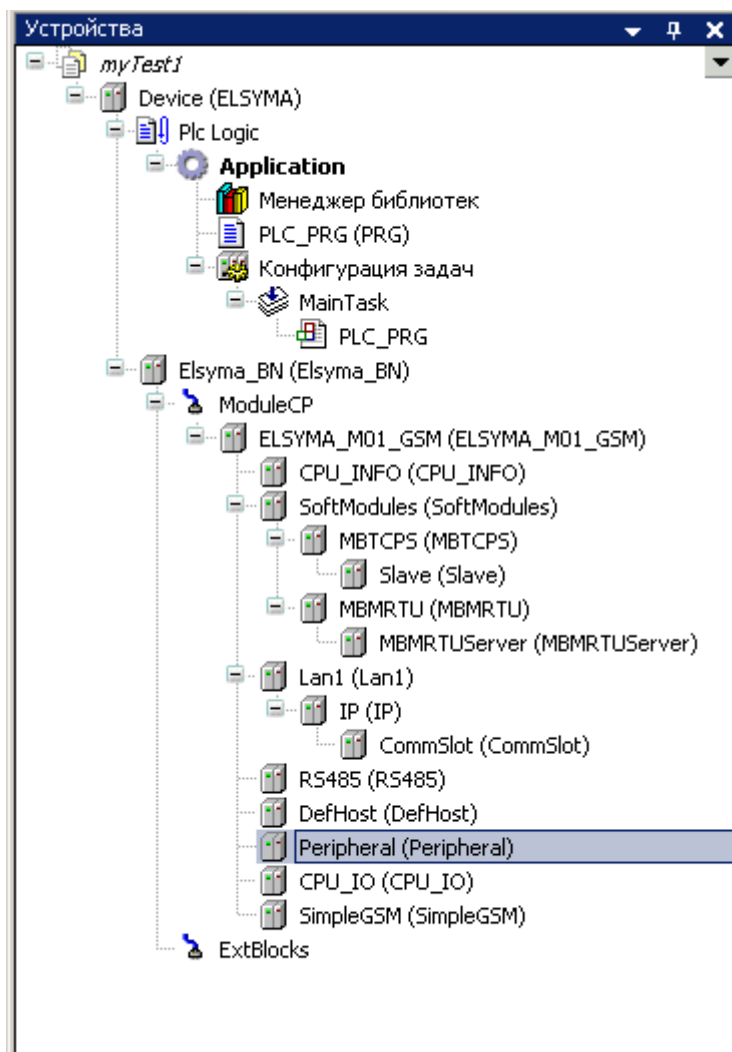 Устройства
myTest1
Device (ELSYMA)
Plc Logic
Application
Менеджер библиотек
PLC_PRG (PRG)
Конфигурация задач
MainTask
PLC_PRG
Elsyma_BN (Elsyma_BN)
ModuleCP
ELSYMA_M01_GSM (ELSYMA_M01_GSM)
CPU_INFO (CPU_INFO)
SoftModules (SoftModules)
MBTCPS (MBTCPS)
Slave (Slave)
MBMRTU (MBMRTU)
MBMRTUServer (MBMRTUServer)
Lan1 (Lan1)
IP (IP)
CommSlot (CommSlot)
RS485 (RS485)
DefHost (DefHost)
Peripheral (Peripheral)
CPU_IO (CPU_IO)
SimpleGSM (SimpleGSM)
ExtBlocks